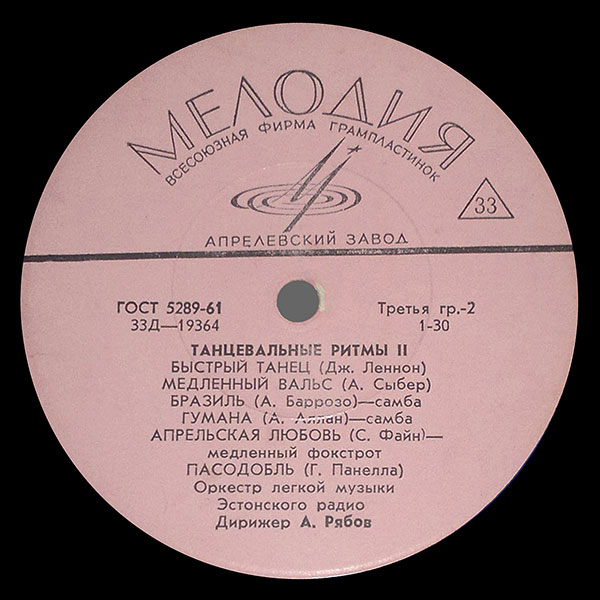 МЕЛОДИЯ
ВСЕСОЮЗНАЯ ФИРМА ГРАМПЛАСТИНОК
33
АПРЕЛЕВСКИЙ ЗАВОД
ГОСТ 5289-61
33Д—19364
Третья гр.-2
1-30
ТАНЦЕВАЛЬНЫЕ РИТМЫ II
БЫСТРЫЙ ТАНЕЦ (Дж. Леннон)
МЕДЛЕННЫЙ ВАЛЬС (А. Сыбер)
БРАЗИЛЬ (А. Баррозо)—самба
ГУМАНА (А. Аллан)—самба
АПРЕЛЬСКАЯ ЛЮБОВЬ (С. Файн)—
медленный фокстрот
ПАСОДОБЛЬ (Г. Панелла)
Оркестр легкой музыки
Эстонского радио
Дирижер А. Рябов